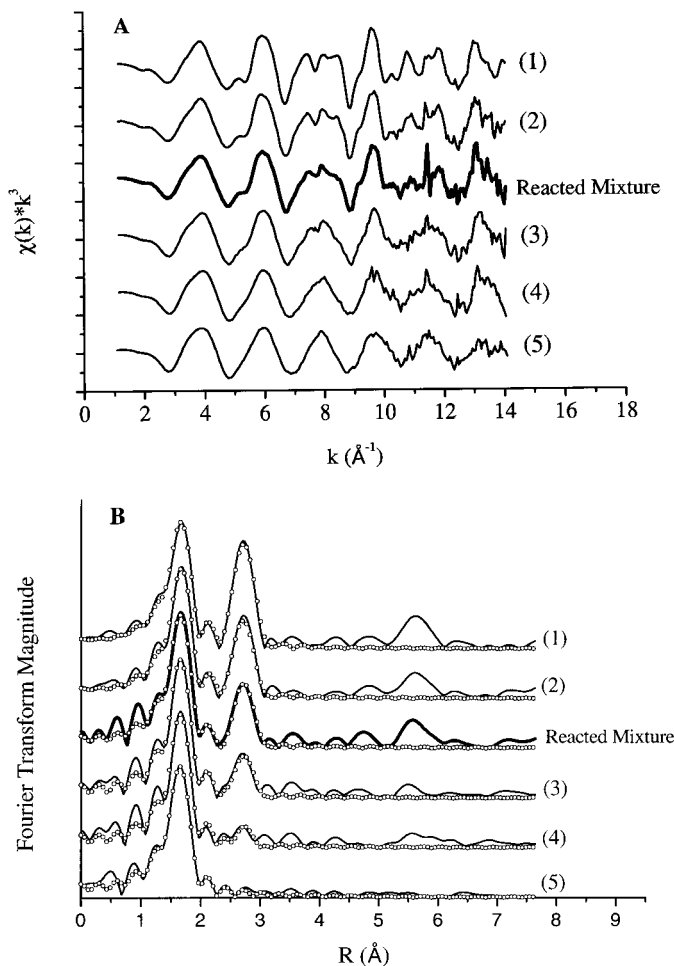 A
(1)
(2)
Reacted Mixture
(3)
(4)
(5)
χ(k)*k³
0 2 4 6 8 10 12 14 16 18
k (Å⁻¹)
B
(1)
(2)
Reacted Mixture
(3)
(4)
(5)
Fourier Transform Magnitude
0 1 2 3 4 5 6 7 8 9
R (Å)